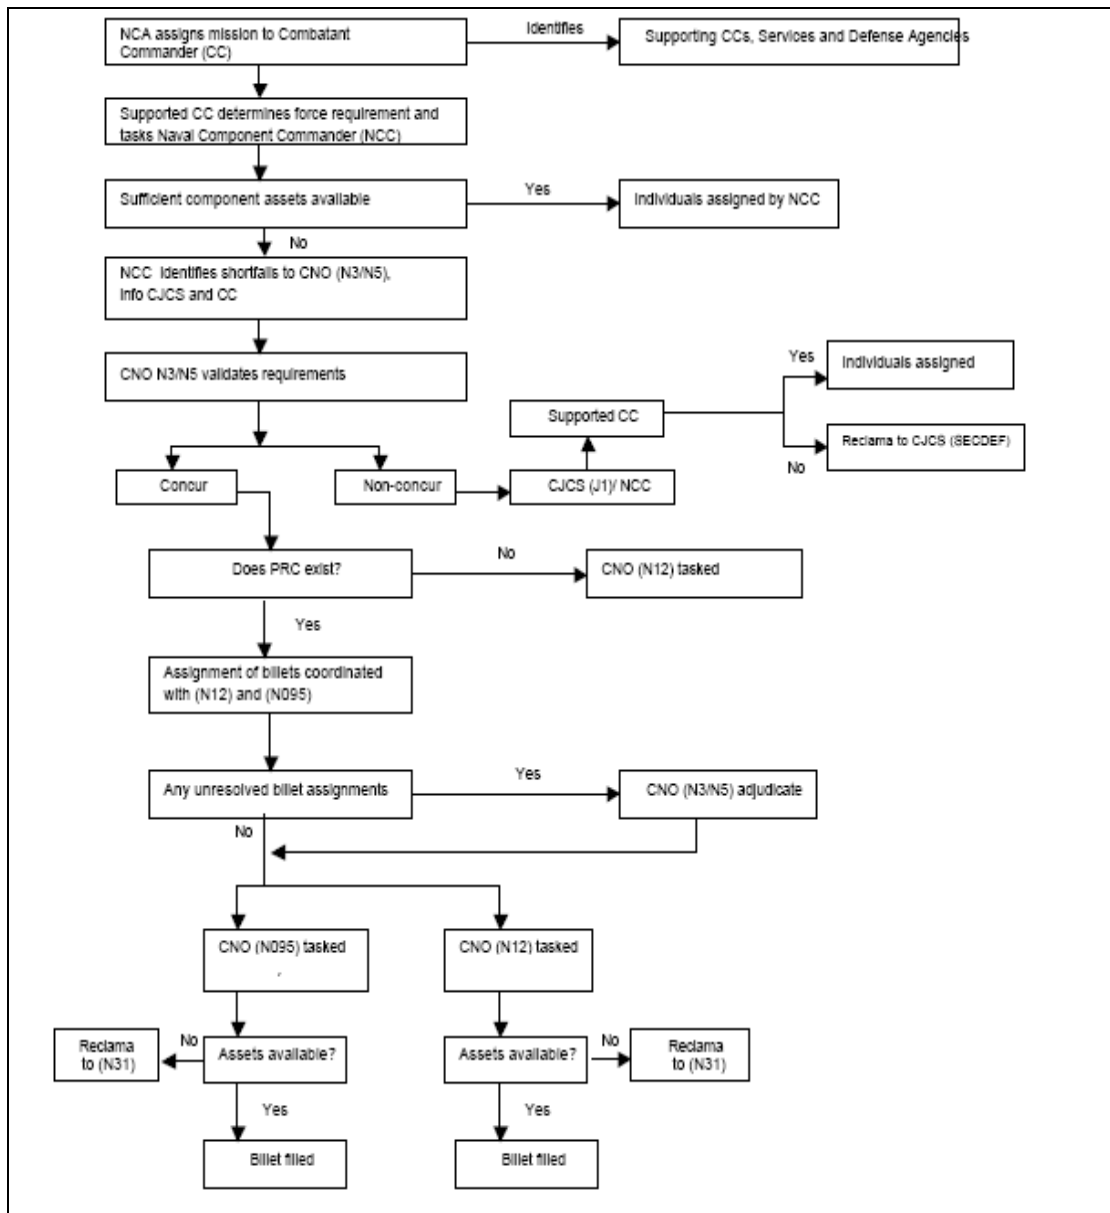 NCA assigns mission to Combatant
Commander (CC)
Identifies
Supporting CCs, Services and Defense Agencies
Supported CC determines force requirement and
tasks Naval Component Commander (NCC)
Sufficient component assets available
Yes
Individuals assigned by NCC
No
NCC Identifies shortfalls to CNO (N3/N5),
Info CJCS and CC
CNO N3/N5 validates requirements
Yes
Individuals assigned
Supported CC
Reclama to CJCS (SECDEF)
No
Concur
Non-concur
CJCS (J1)/ NCC
Does PRC exist?
No
CNO (N12) tasked
Yes
Assignment of billets coordinated
with (N12) and (N095)
Any unresolved billet assignments
Yes
CNO (N3/N5) adjudicate
No
CNO (N095) tasked
CNO (N12) tasked
Reclama
to (N31)
No
Assets available?
Assets available?
No
Reclama
to (N31)
Yes
Yes
Billet filled
Billet filled